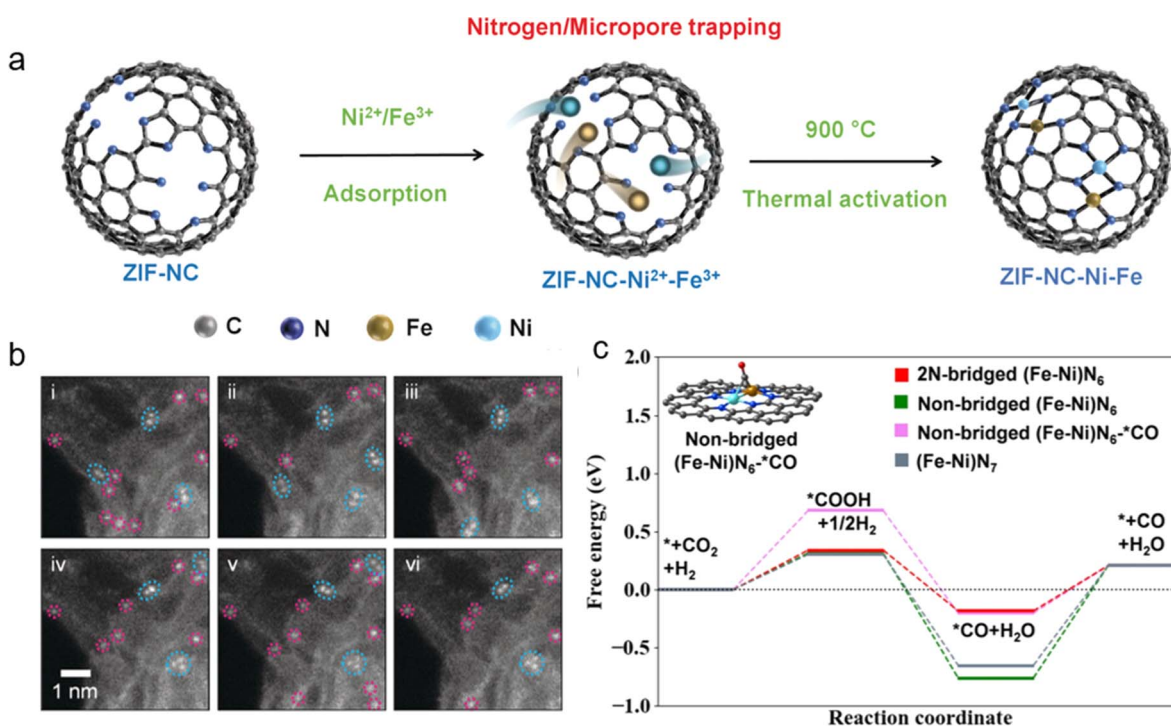 Nitrogen/Micropore trapping
a
Ni²⁺/Fe³⁺
Adsorption
900 °C
Thermal activation
ZIF-NC
ZIF-NC-Ni²⁺-Fe³⁺
ZIF-NC-Ni-Fe
C
N
Fe
Ni
b
i
ii
iii
iv
v
vi
1 nm
c
Free energy (eV)
2.0
1.5
1.0
0.5
0.0
−0.5
−1.0
Non-bridged
(Fe-Ni)N₆-*CO
2N-bridged (Fe-Ni)N₆
Non-bridged (Fe-Ni)N₆
Non-bridged (Fe-Ni)N₆-*CO
(Fe-Ni)N₇
*+CO₂
+H₂
*COOH
+1/2H₂
*CO+H₂O
*+CO
+H₂O
Reaction coordinate